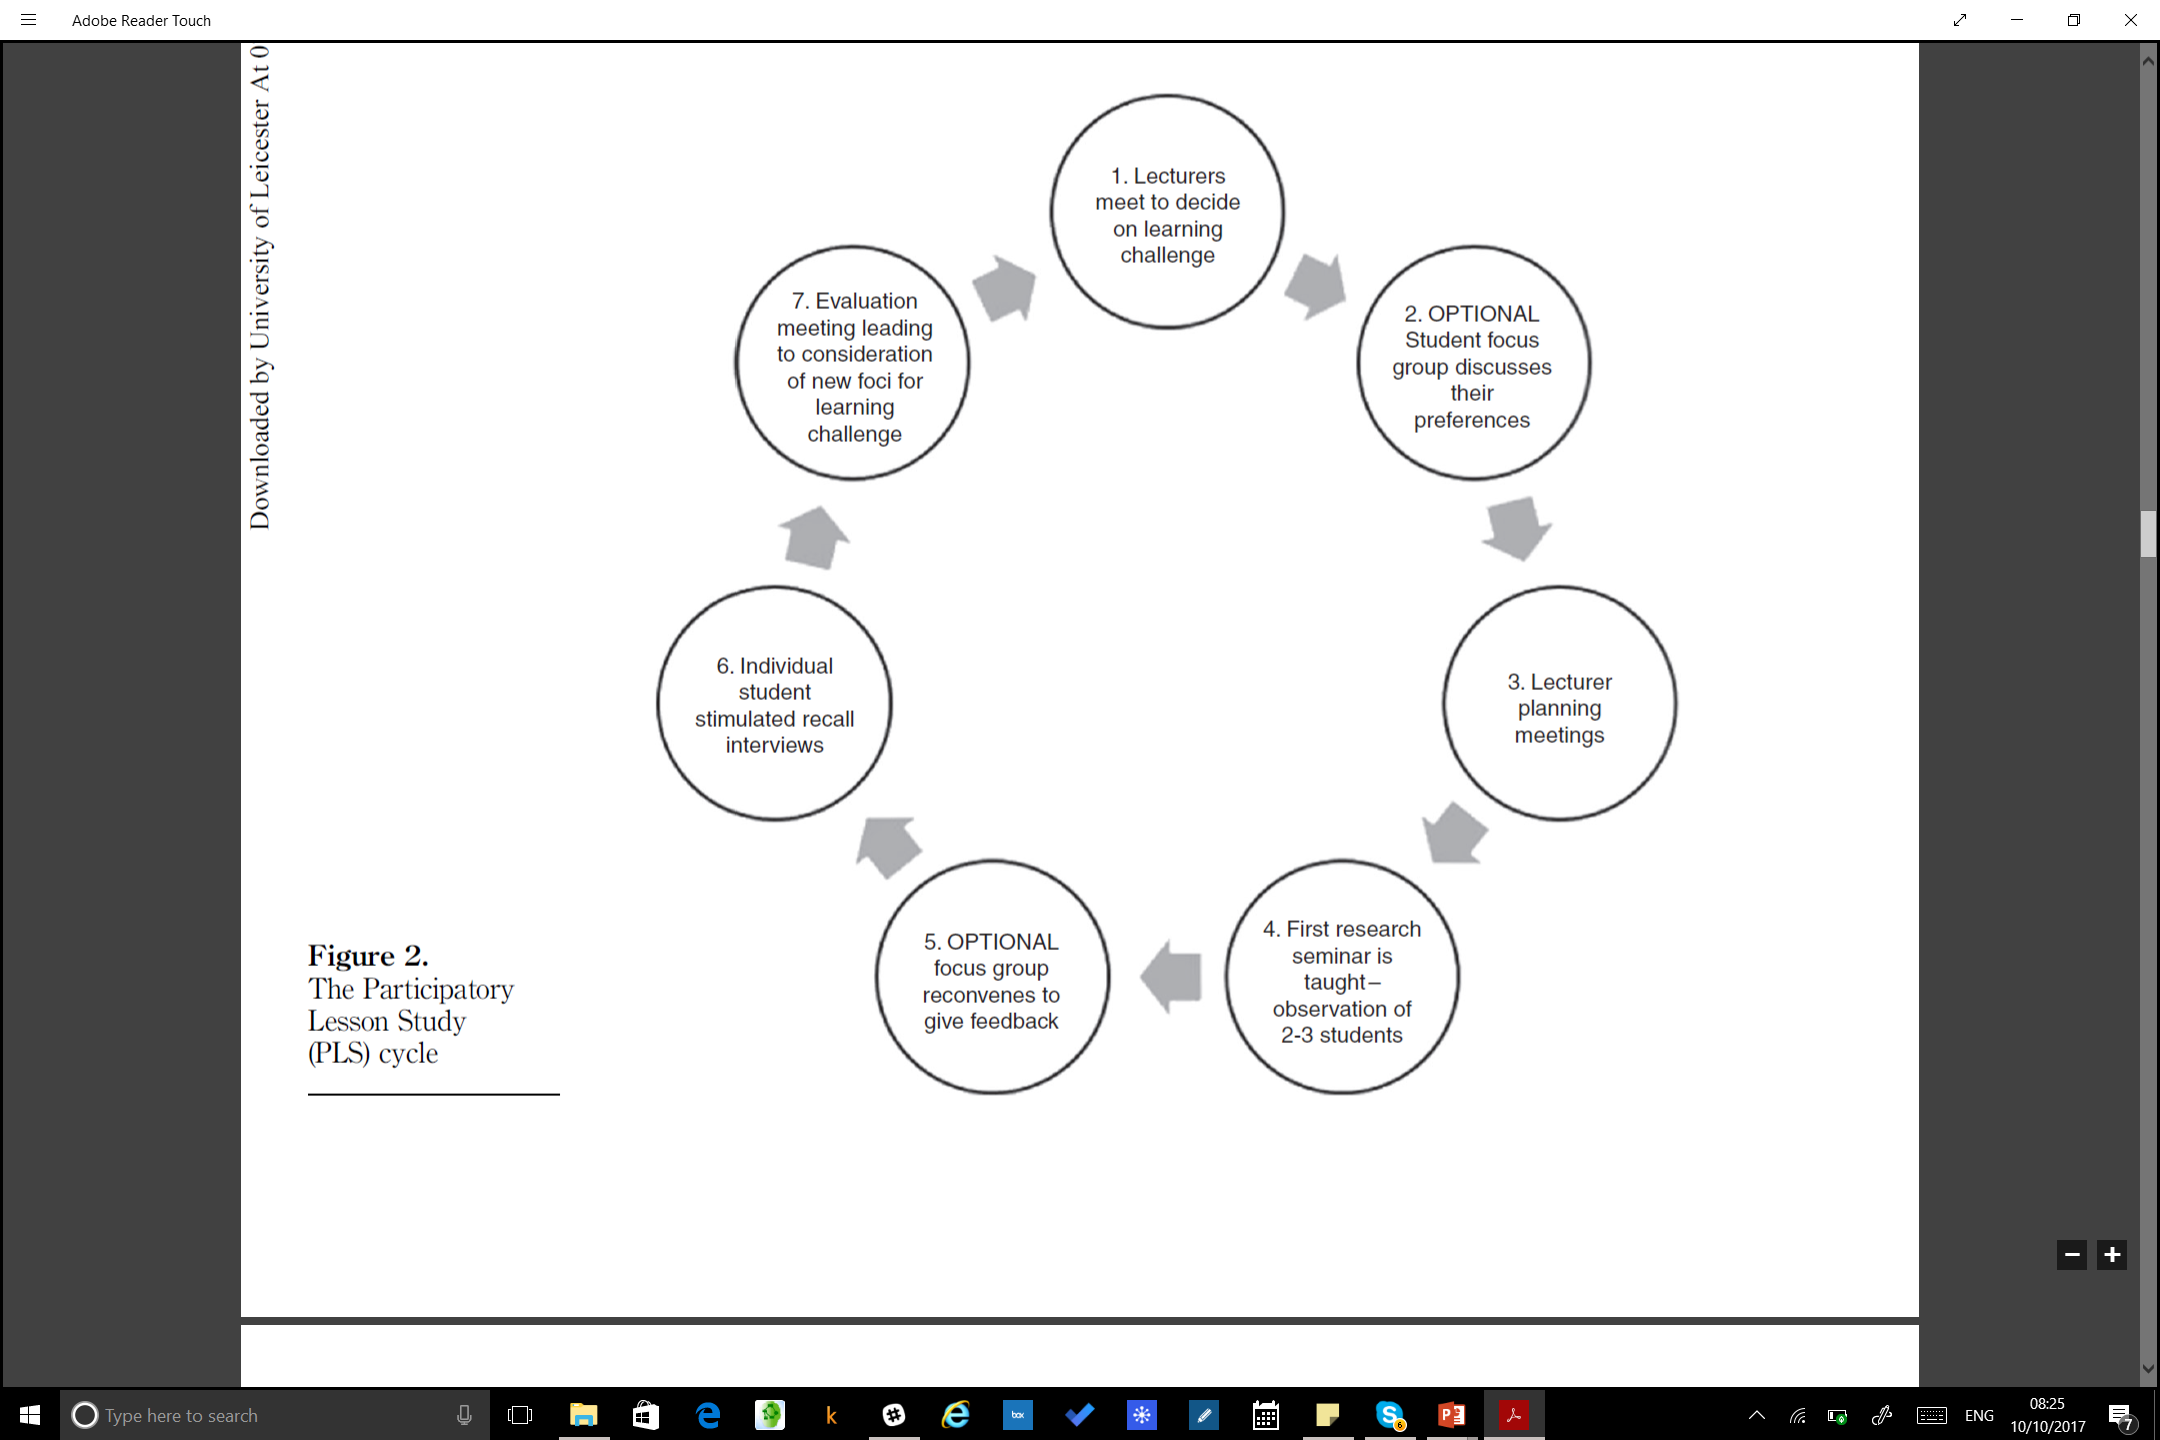 Adobe Reader Touch
Downloaded by University of Leicester At 0
1. Lecturers
meet to decide
on learning
challenge
2. OPTIONAL
Student focus
group discusses
their
preferences
3. Lecturer
planning
meetings
4. First research
seminar is
taught–
observation of
2-3 students
5. OPTIONAL
focus group
reconvenes to
give feedback
6. Individual
student
stimulated recall
interviews
7. Evaluation
meeting leading
to consideration
of new foci for
learning
challenge
Figure 2.
The Participatory
Lesson Study
(PLS) cycle
Type here to search
k
box
6
ENG
08:25
10/10/2017
7